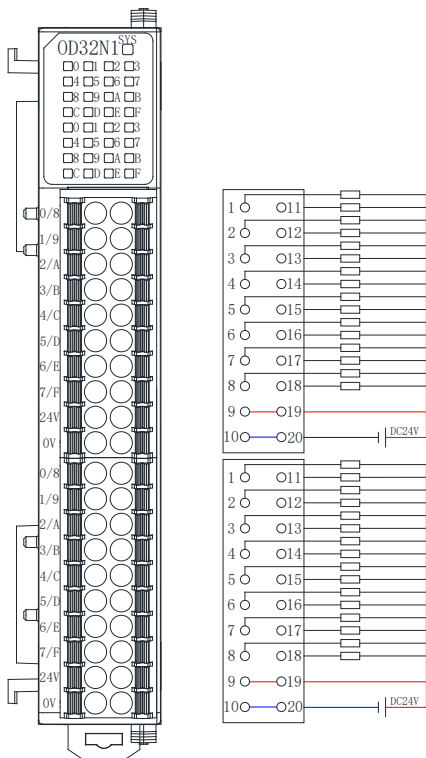 SYS
OD32N1
0 1 2 3
4 5 6 7
8 9 A B
C D E F
0 1 2 3
4 5 6 7
8 9 A B
C D E F
0/8
1/9
2/A
3/B
4/C
5/D
6/E
7/F
24V
0V
0/8
1/9
2/A
3/B
4/C
5/D
6/E
7/F
24V
0V
1 11
2 12
3 13
4 14
5 15
6 16
7 17
8 18
9 19
10 20 DC24V
1 11
2 12
3 13
4 14
5 15
6 16
7 17
8 18
9 19
10 20 DC24V